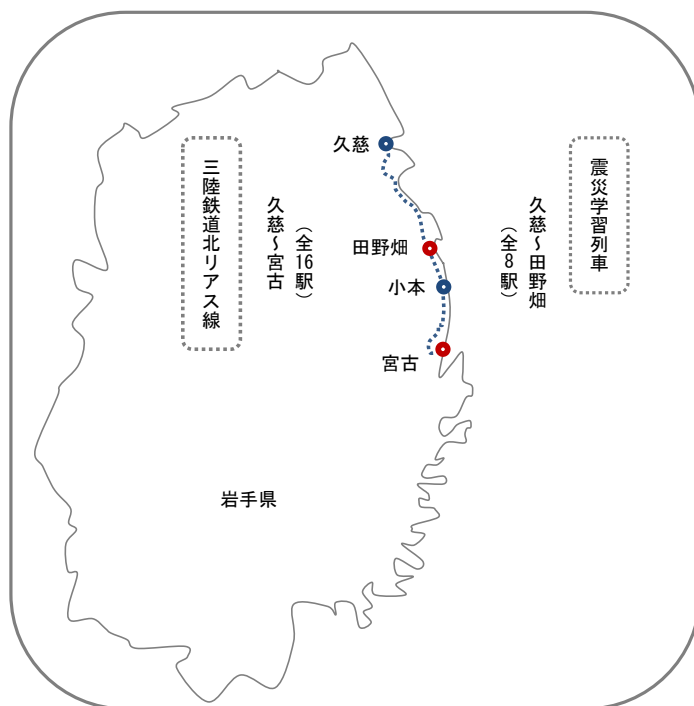 震災学習列車
久慈～田野畑
（全8駅）
三陸鉄道北リアス線
久慈～宮古
（全16駅）
久慈
田野畑
小本
宮古
岩手県